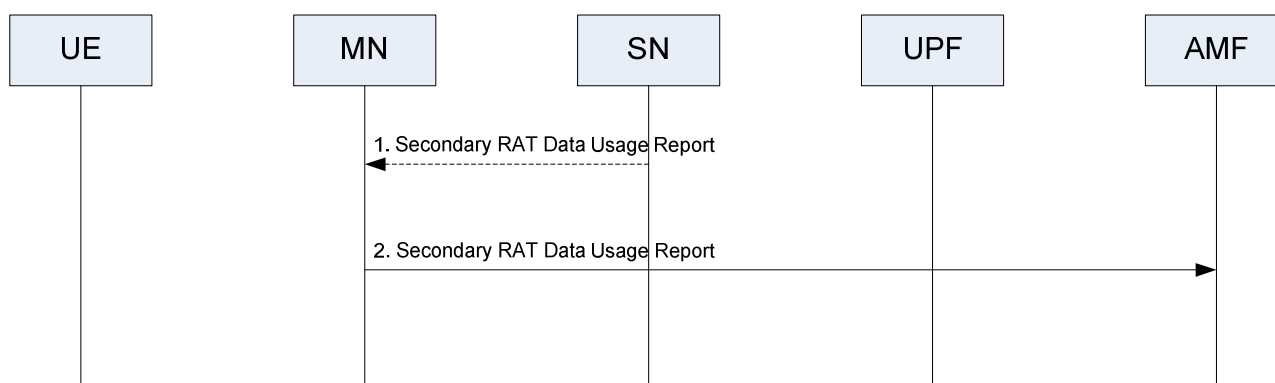 UE
MN
SN
UPF
AMF
1. Secondary RAT Data Usage Report
2. Secondary RAT Data Usage Report